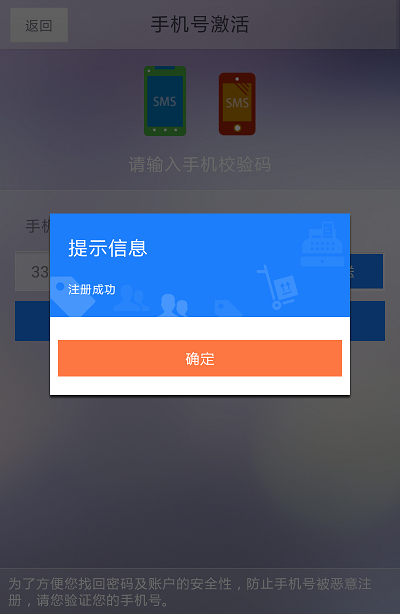 返回
手机号激活
SMS
SMS
请输入手机校验码
手机
33
提示信息
注册成功
确定
为了方便您找回密码及账户的安全性，防止手机号被恶意注
册，请您验证您的手机号。